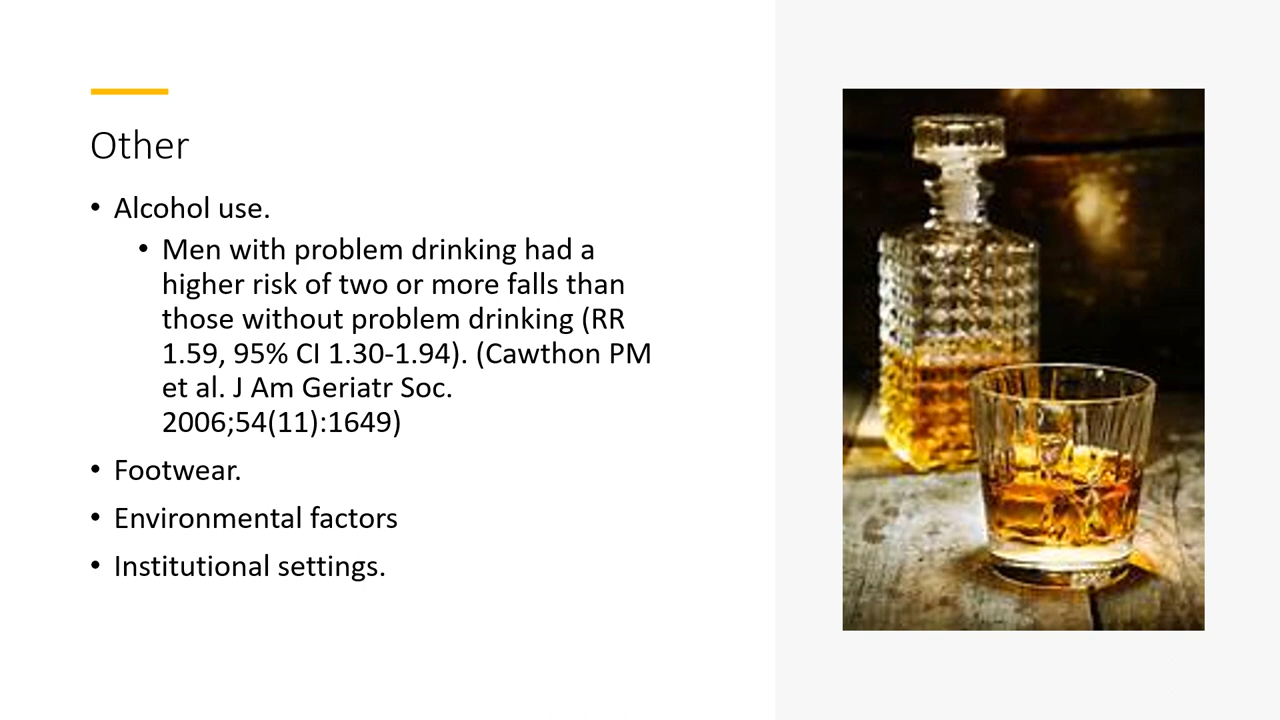 Other
• Alcohol use.
• Men with problem drinking had a
higher risk of two or more falls than
those without problem drinking (RR
1.59, 95% CI 1.30-1.94). (Cawthon PM
et al. J Am Geriatr Soc.
2006;54(11):1649)
• Footwear.
• Environmental factors
• Institutional settings.